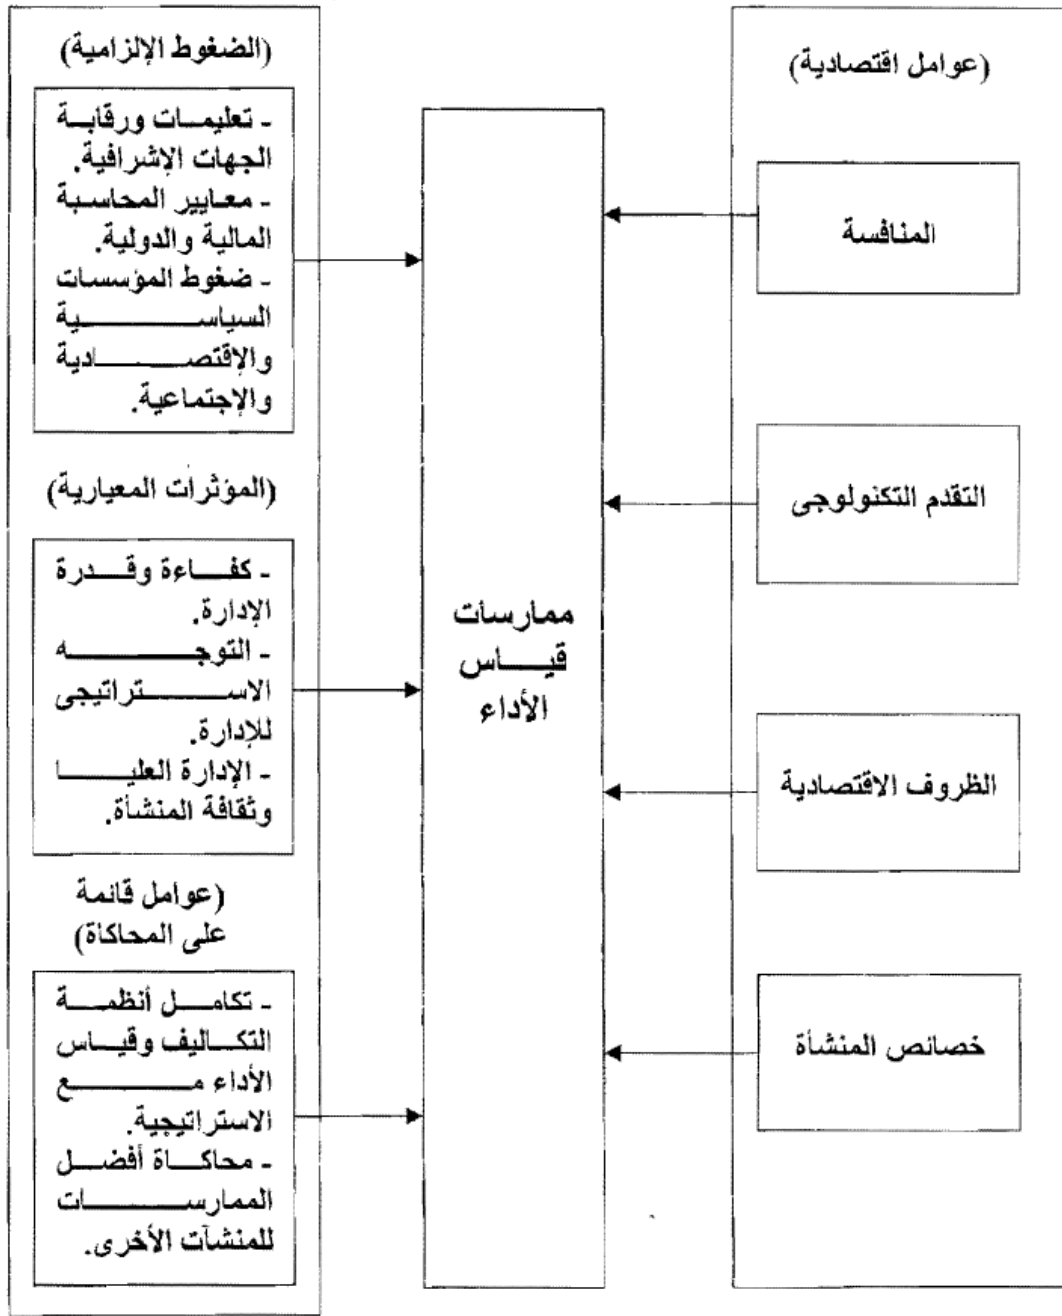 (عوامل اقتصادية)
المنافسة
التقدم التكنولوجى
الظروف الاقتصادية
خصائص المنشأة
ممارسات
قياس
الأداء
(الضغوط الإلزامية)
- تعليمات ورقابة
الجهات الإشرافية.
- معايير المحاسبة
المالية والدولية.
- ضغوط المؤسسات
السياسية
والإقتصادية
والإجتماعية.
(المؤثرات المعيارية)
- كفاءة وقدرة
الإدارة.
- التوجه
الاستراتيجى
للإدارة.
- الإدارة العليا
وثقافة المنشأة.
(عوامل قائمة
على المحاكاة)
- تكامل أنظمة
التكاليف وقياس
الأداء مع
الاستراتيجية.
- محاكاة أفضل
الممارسات
للمنشآت الأخرى.